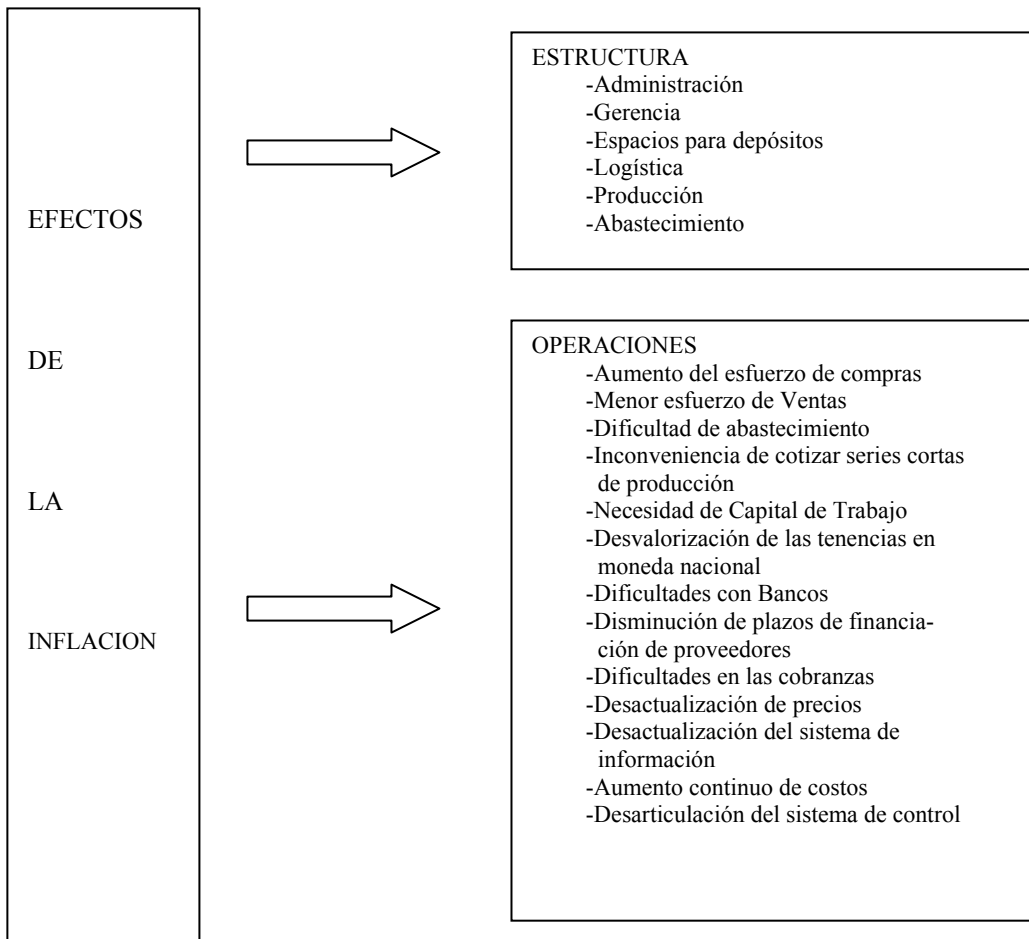 EFECTOS
DE
LA
INFLACION
ESTRUCTURA
-Administración
-Gerencia
-Espacios para depósitos
-Logística
-Producción
-Abastecimiento
OPERACIONES
-Aumento del esfuerzo de compras
-Menor esfuerzo de Ventas
-Dificultad de abastecimiento
-Inconveniencia de cotizar series cortas
de producción
-Necesidad de Capital de Trabajo
-Desvalorización de las tenencias en
moneda nacional
-Dificultades con Bancos
-Disminución de plazos de financia-
ción de proveedores
-Dificultades en las cobranzas
-Desactualización de precios
-Desactualización del sistema de
información
-Aumento continuo de costos
-Desarticulación del sistema de control